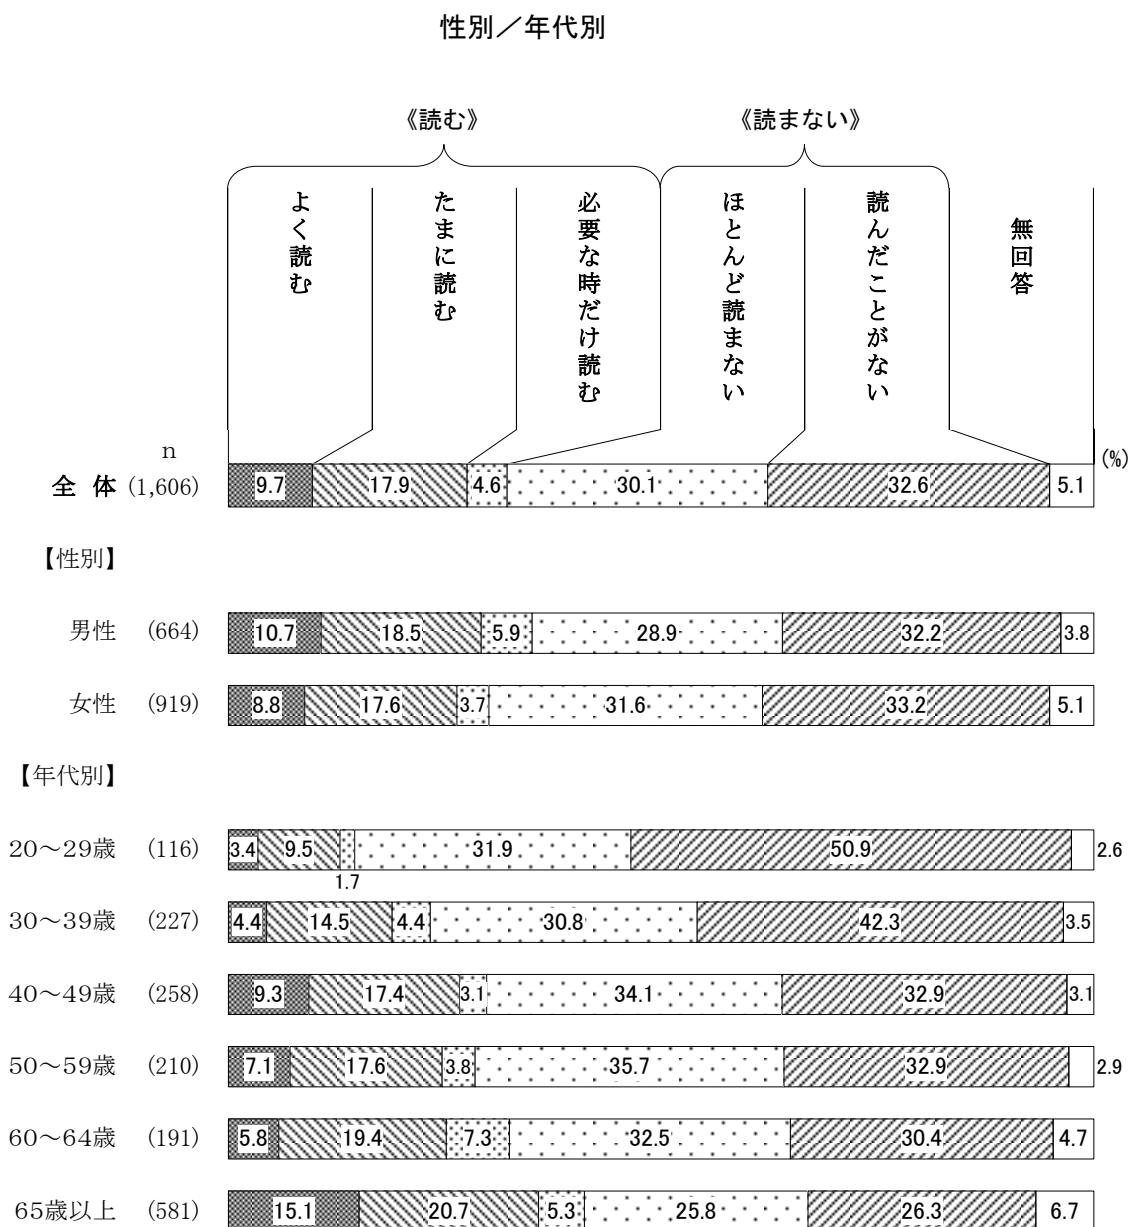 性別／年代別
《読む》 《読まない》
よく読む
たまに読む
必要な時だけ読む
ほとんど読まない
読んだことがない
無回答
n
(%)
全 体 (1,606) 9.7 17.9 4.6 30.1 32.6 5.1
【性別】
男性 (664) 10.7 18.5 5.9 28.9 32.2 3.8
女性 (919) 8.8 17.6 3.7 31.6 33.2 5.1
【年代別】
20～29歳 (116) 3.4 9.5 1.7 31.9 50.9 2.6
30～39歳 (227) 4.4 14.5 4.4 30.8 42.3 3.5
40～49歳 (258) 9.3 17.4 3.1 34.1 32.9 3.1
50～59歳 (210) 7.1 17.6 3.8 35.7 32.9 2.9
60～64歳 (191) 5.8 19.4 7.3 32.5 30.4 4.7
65歳以上 (581) 15.1 20.7 5.3 25.8 26.3 6.7